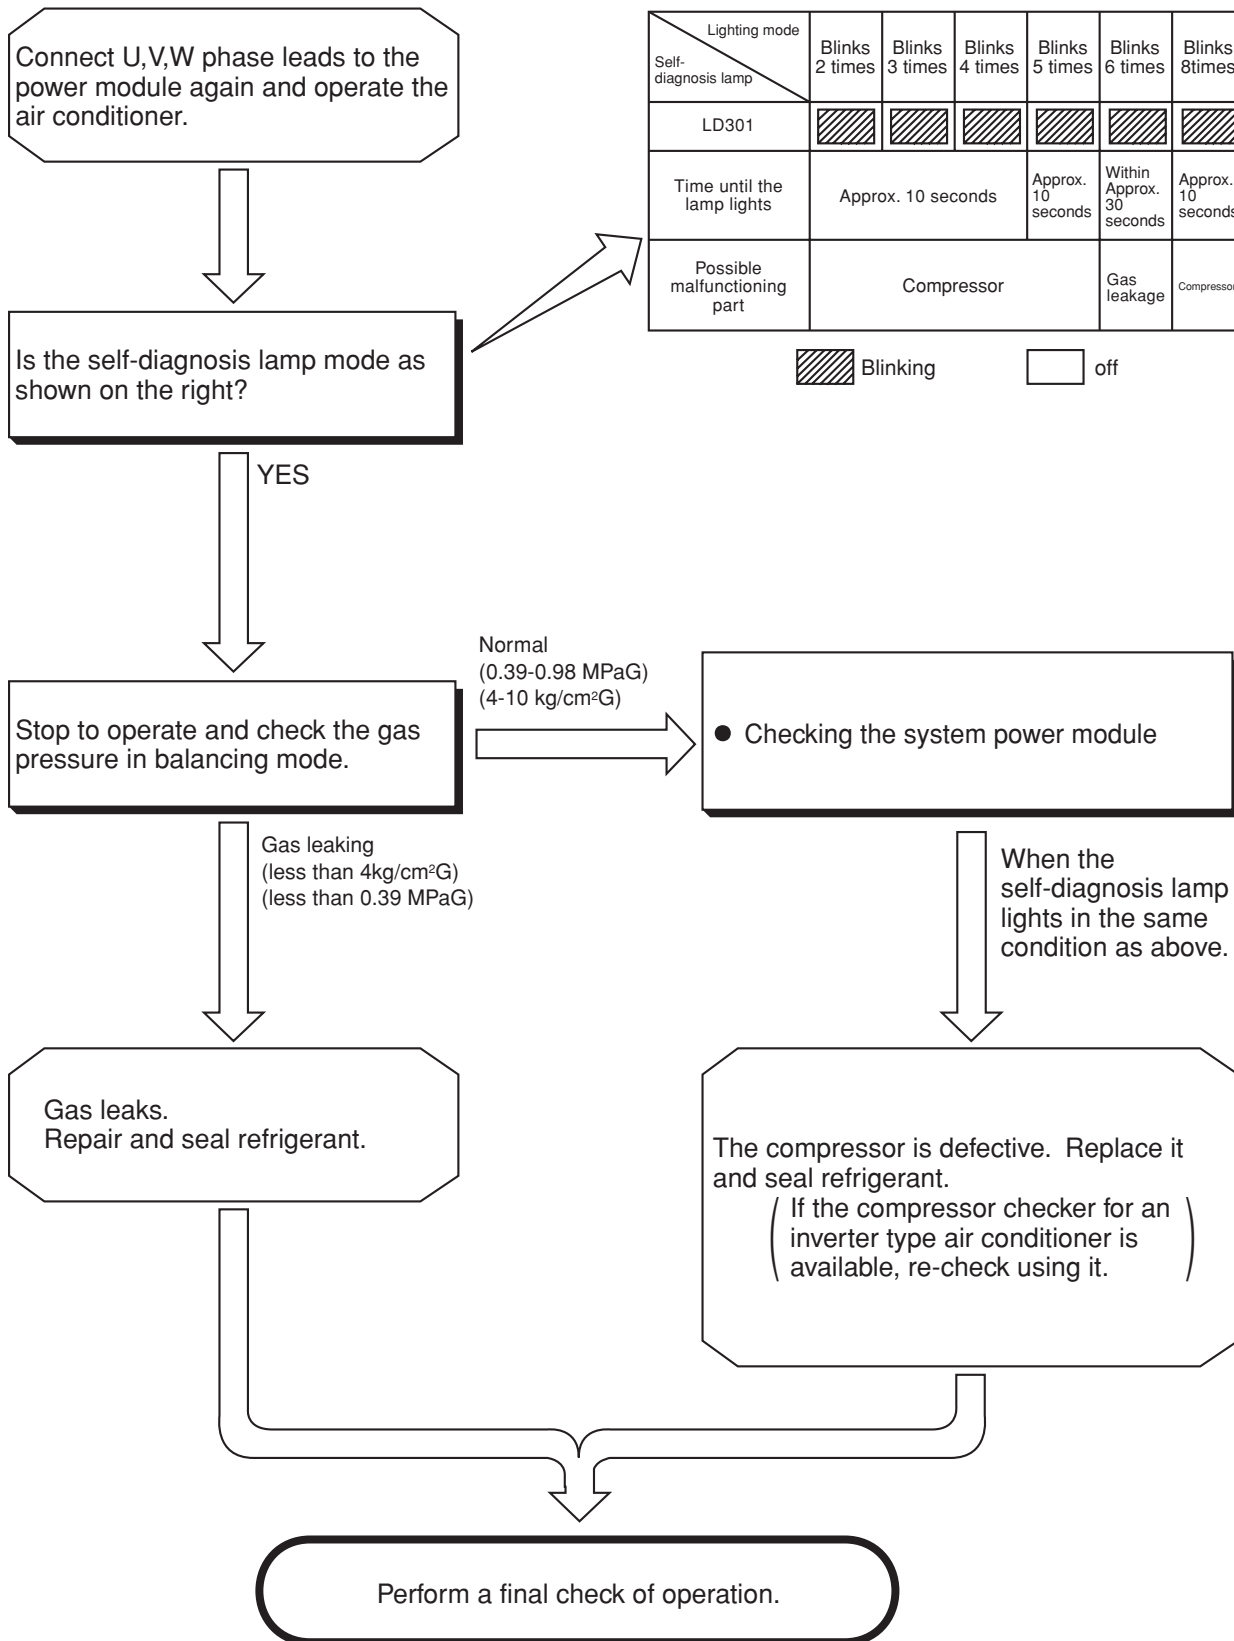 Connect U,V,W phase leads to the
power module again and operate the
air conditioner.
Lighting mode
Self-
diagnosis lamp
Blinks
2 times
Blinks
3 times
Blinks
4 times
Blinks
5 times
Blinks
6 times
Blinks
8times
LD301
Time until the
lamp lights
Approx. 10 seconds
Approx.
10
seconds
Within
Approx.
30
seconds
Approx.
10
seconds
Possible
malfunctioning
part
Compressor
Gas
leakage
Compressor
Blinking
off
Is the self-diagnosis lamp mode as
shown on the right?
YES
Normal
(0.39-0.98 MPaG)
(4-10 kg/cm²G)
Stop to operate and check the gas
pressure in balancing mode.
● Checking the system power module
Gas leaking
(less than 4kg/cm²G)
(less than 0.39 MPaG)
When the
self-diagnosis lamp
lights in the same
condition as above.
Gas leaks.
Repair and seal refrigerant.
The compressor is defective. Replace it
and seal refrigerant.
( If the compressor checker for an
inverter type air conditioner is
available, re-check using it. )
Perform a final check of operation.